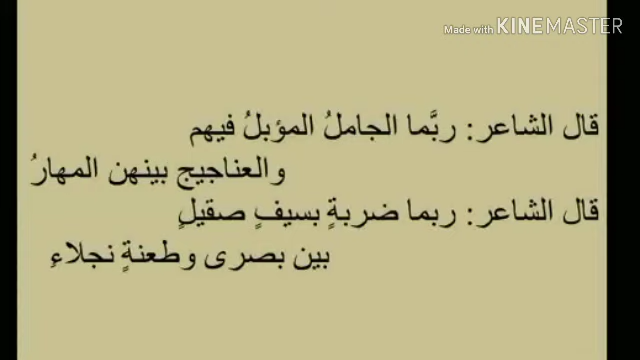 Made with KINEMASTER
قال الشاعر: ربَّما الجاملُ المؤبلُ فيهم
والعناجيج بينهن المهارُ
قال الشاعر: ربما ضربةٍ بسيفٍ صقيلٍ
بين بصرى وطعنةٍ نجلاءِ